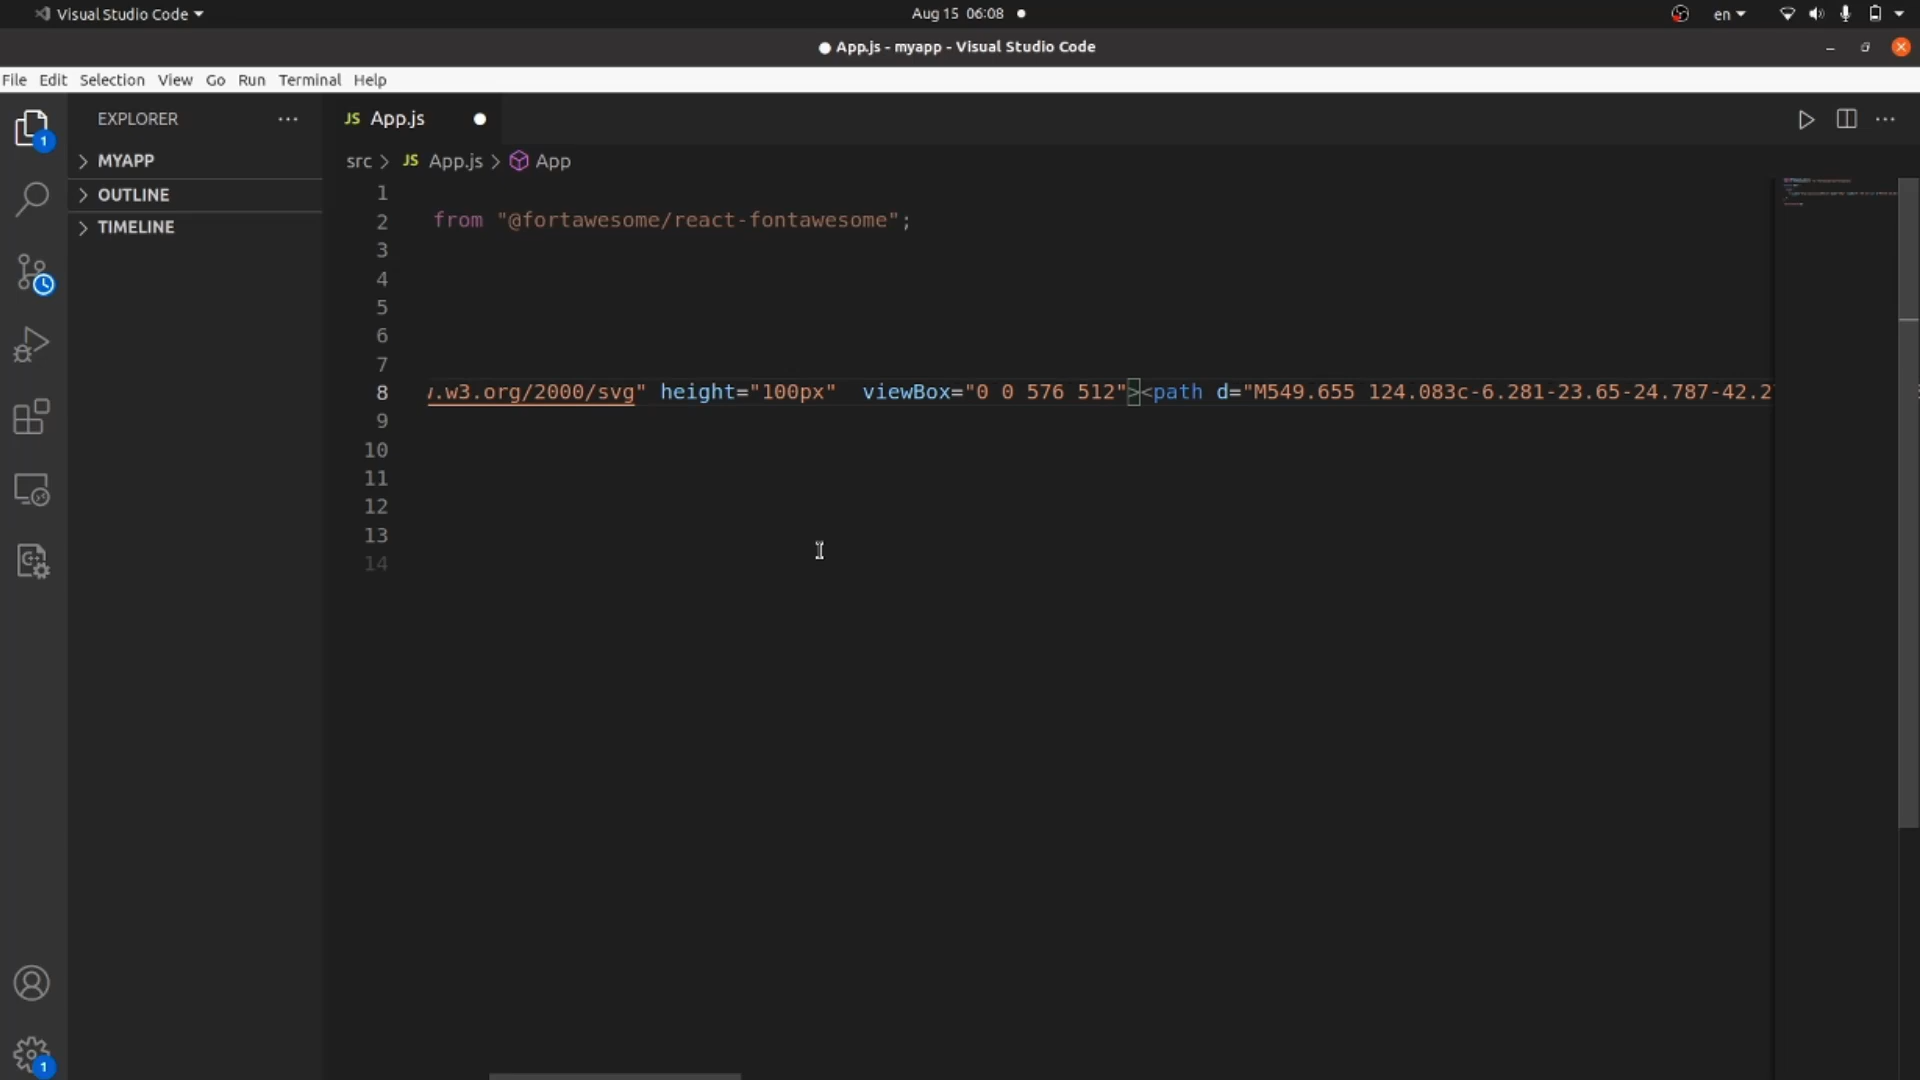 Visual Studio Code
Aug 15 06:08
en
App.js - myapp - Visual Studio Code
File Edit Selection View Go Run Terminal Help
EXPLORER
JS App.js
src > JS App.js > App
MYAPP
OUTLINE
TIMELINE
1
2 from "@fortawesome/react-fontawesome";
3
4
5
6
7
8 .w3.org/2000/svg" height="100px"  viewBox="0 0 576 512"><path d="M549.655 124.083c-6.281-23.65-24.787-42.2
9
10
11
12
13
14
1
1